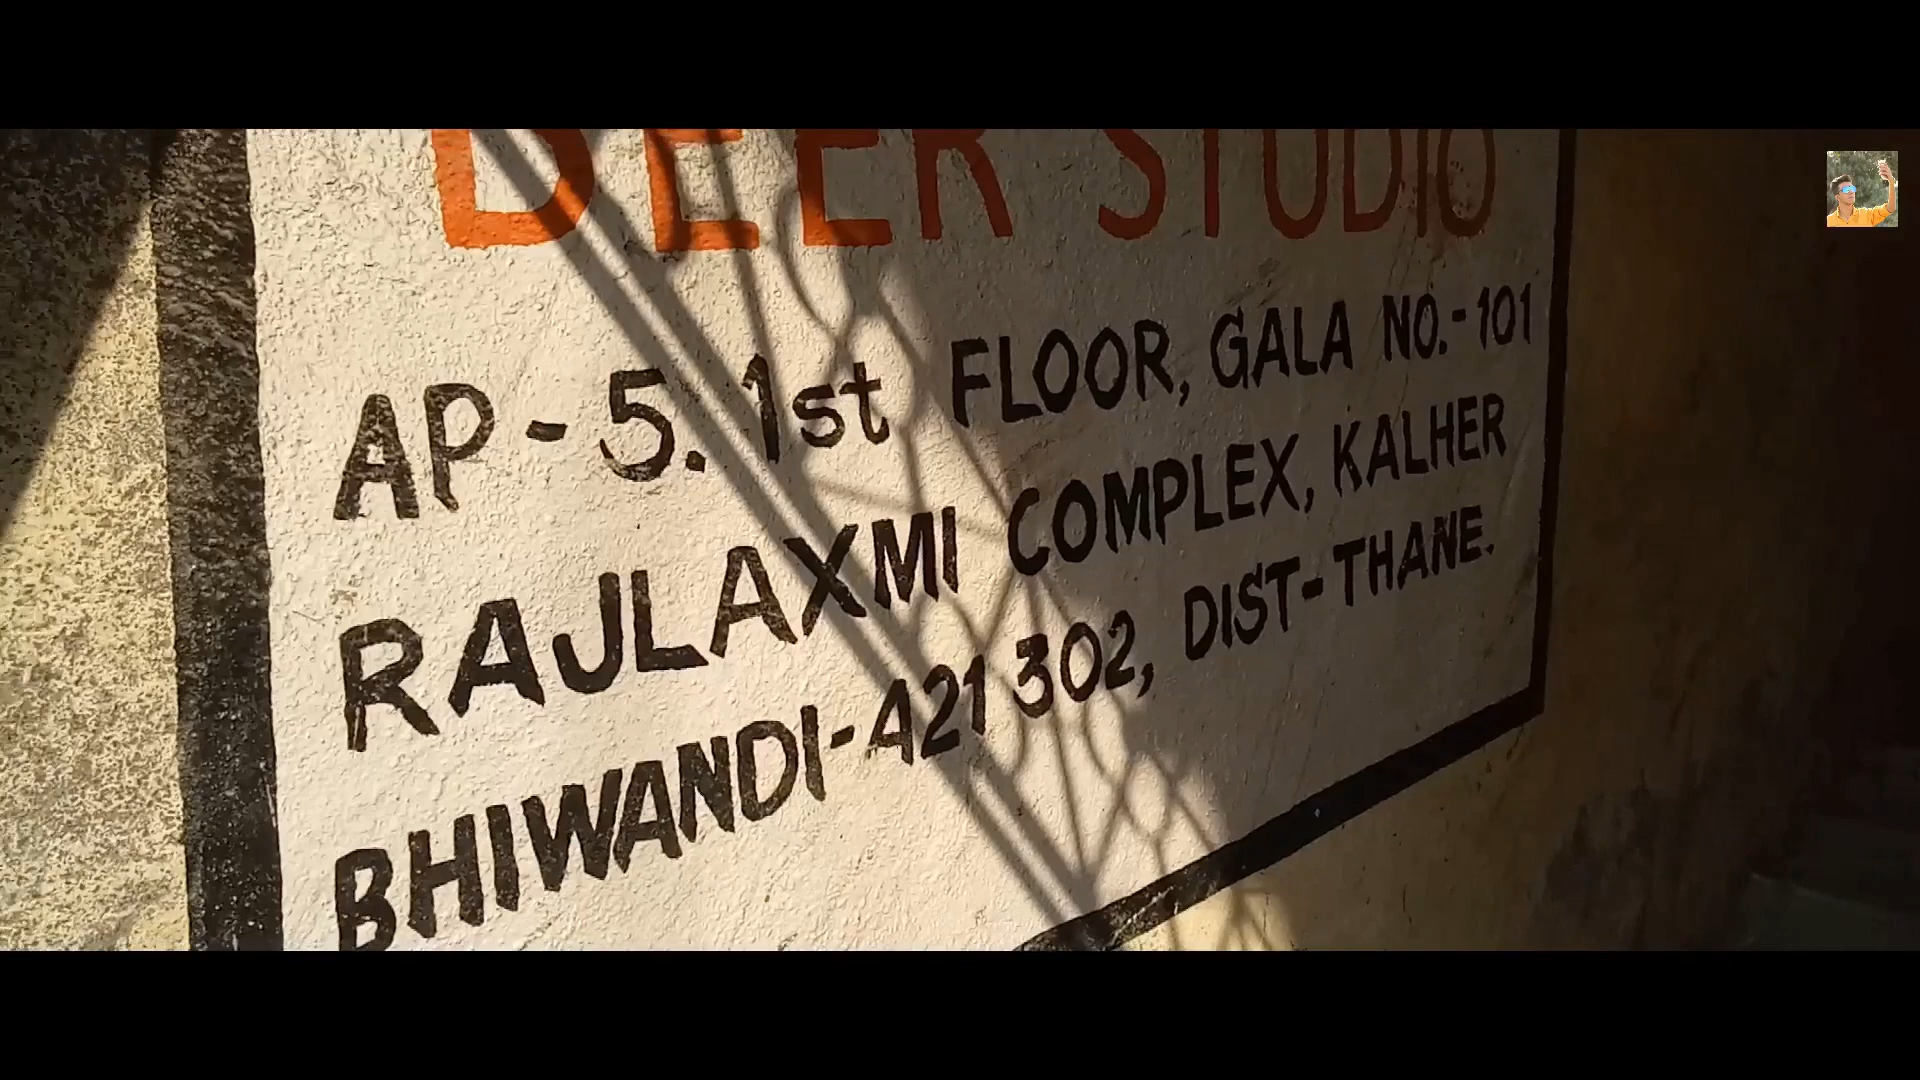 DEER STUDIO
AP-5. 1st FLOOR, GALA NO.-101
RAJLAXMI COMPLEX, KALHER
BHIWANDI-421 302, DIST-THANE.